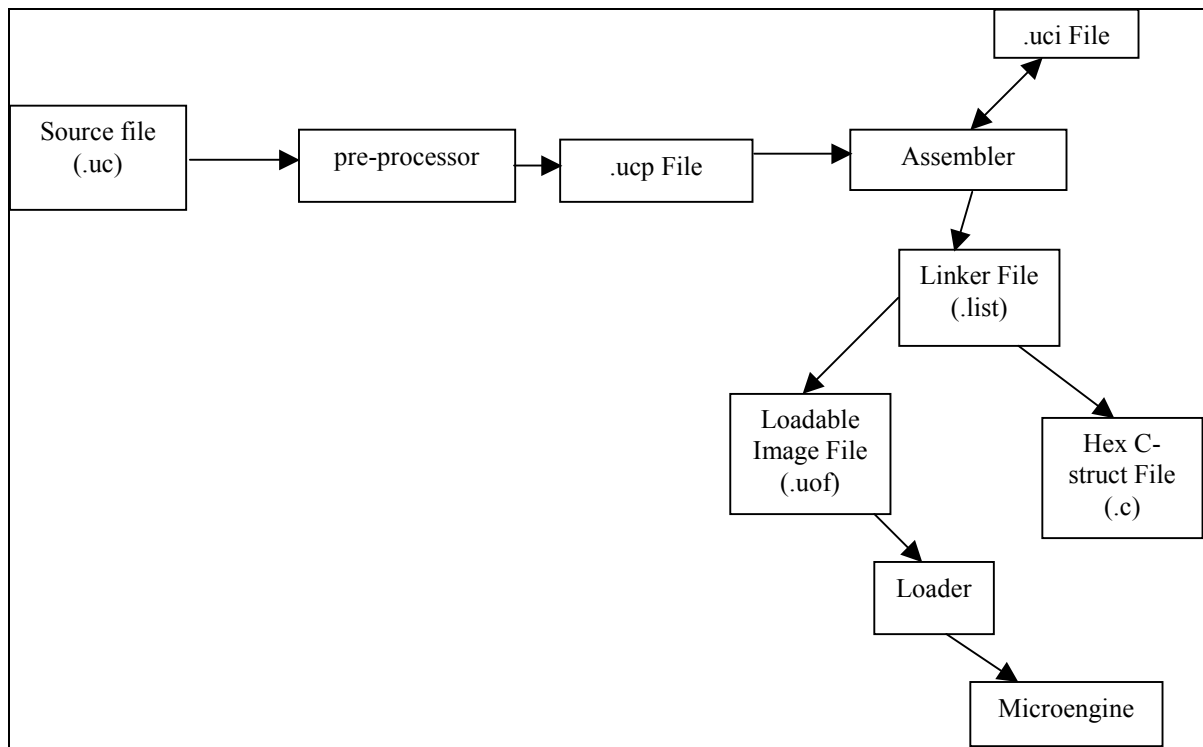 .uci File
Source file
(.uc)
pre-processor
.ucp File
Assembler
Linker File
(.list)
Loadable
Image File
(.uof)
Hex C-
struct File
(.c)
Loader
Microengine